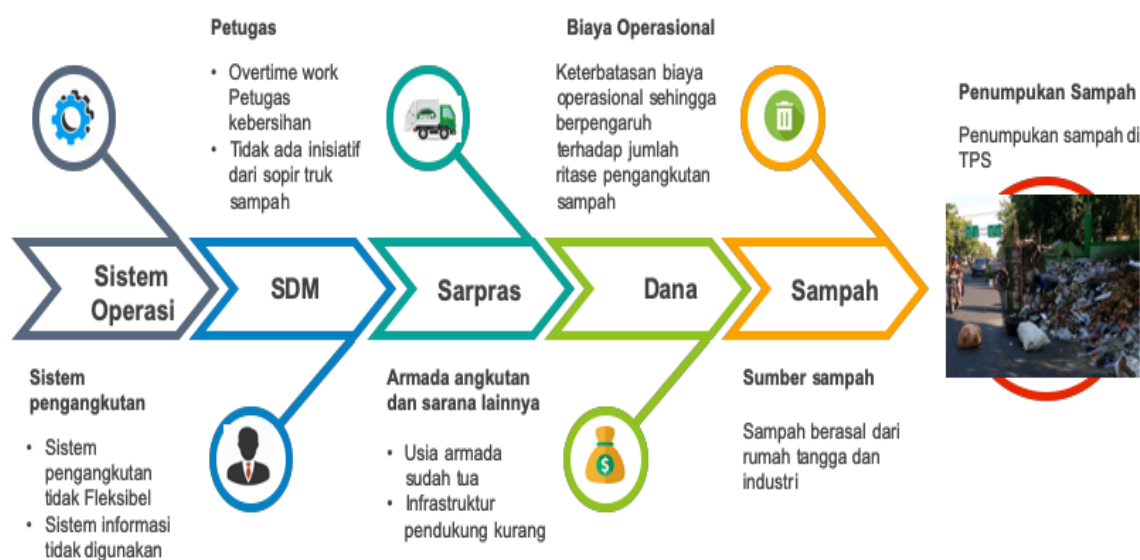 Petugas
• Overtime work
Petugas
kebersihan
• Tidak ada inisiatif
dari sopir truk
sampah
Biaya Operasional
Keterbatasan biaya
operasional sehingga
berpengaruh
terhadap jumlah
ritase pengangkutan
sampah
Penumpukan Sampah
Penumpukan sampah di
TPS
Sistem
Operasi
SDM
Sarpras
Dana
Sampah
Sistem
pengangkutan
• Sistem
pengangkutan
tidak Fleksibel
• Sistem informasi
tidak digunakan
Armada angkutan
dan sarana lainnya
• Usia armada
sudah tua
• Infrastruktur
pendukung kurang
Sumber sampah
Sampah berasal dari
rumah tangga dan
industri